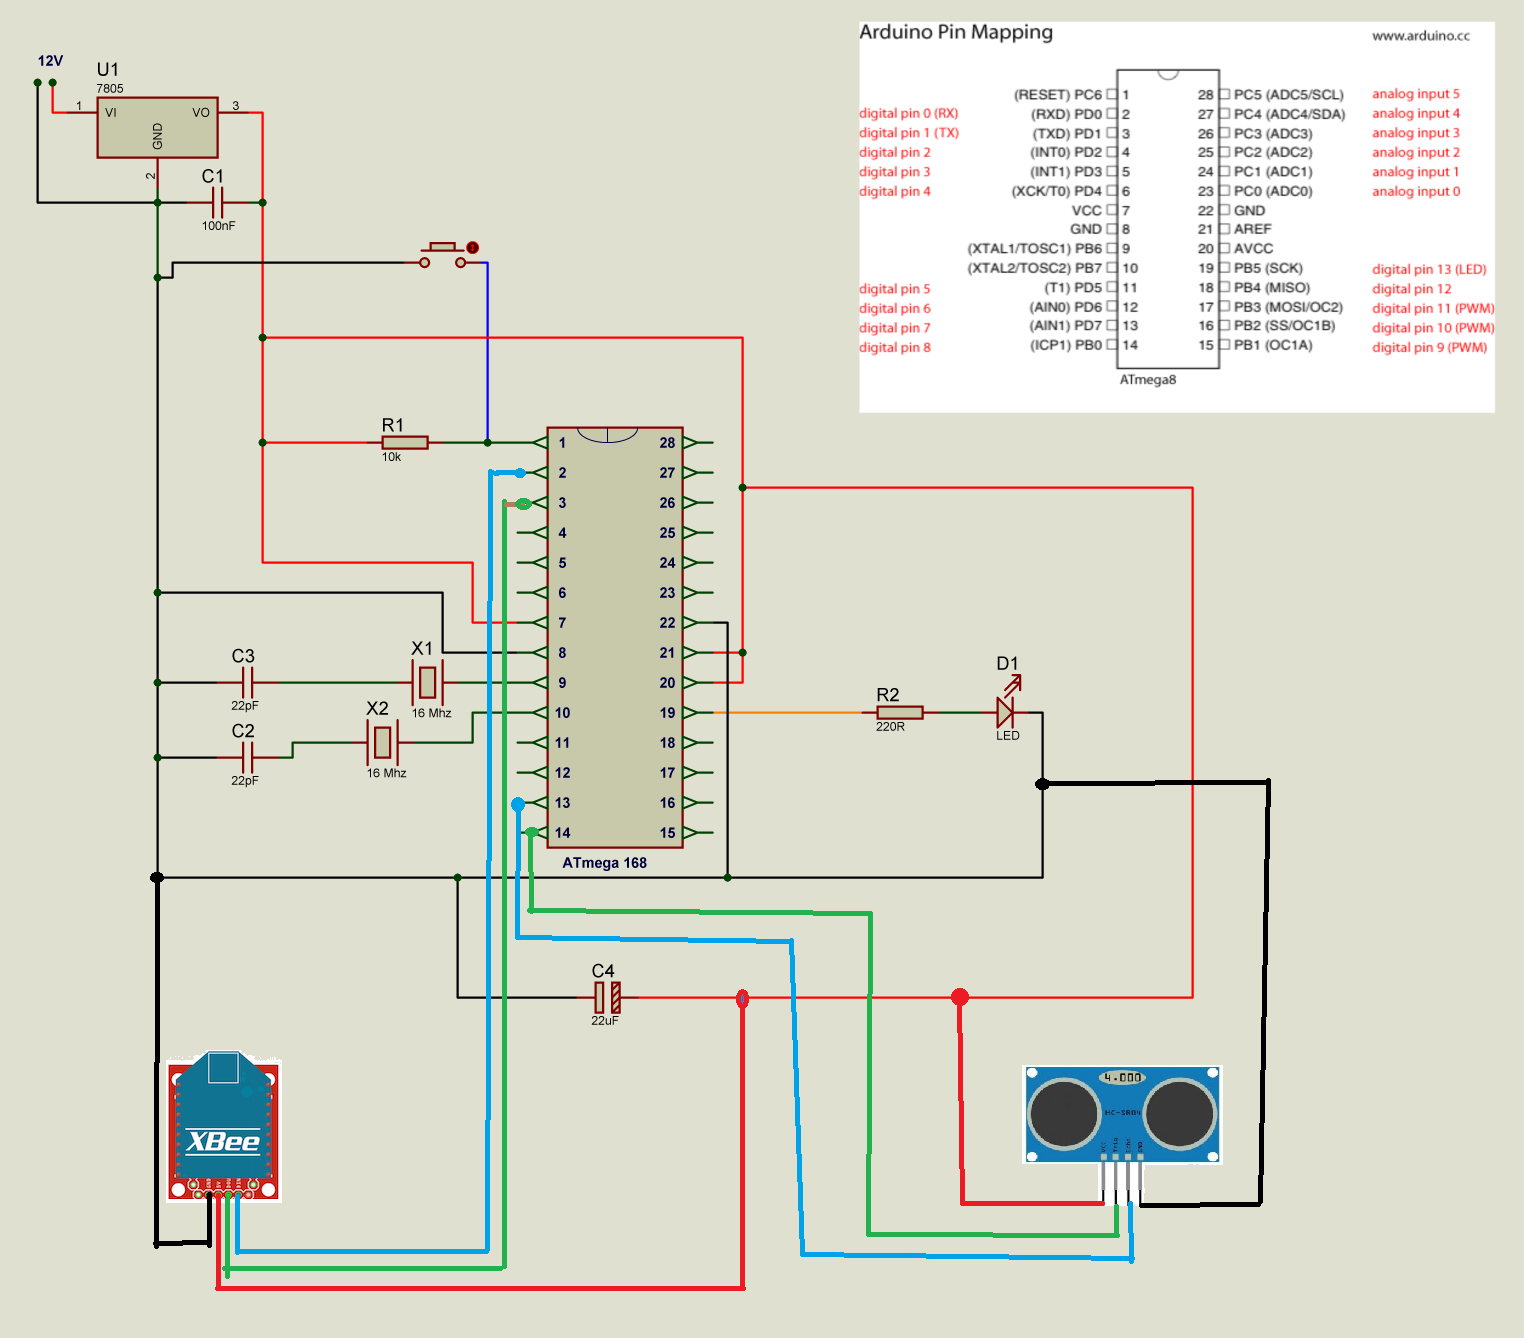 12V
U1
7805
1
VI
VO
3
GND
2
C1
100nF
Arduino Pin Mapping
www.arduino.cc
(RESET) PC6 1 28 PC5 (ADC5/SCL) analog input 5
digital pin 0 (RX) (RXD) PD0 2 27 PC4 (ADC4/SDA) analog input 4
digital pin 1 (TX) (TXD) PD1 3 26 PC3 (ADC3) analog input 3
digital pin 2 (INT0) PD2 4 25 PC2 (ADC2) analog input 2
digital pin 3 (INT1) PD3 5 24 PC1 (ADC1) analog input 1
digital pin 4 (XCK/T0) PD4 6 23 PC0 (ADC0) analog input 0
VCC 7 22 GND
GND 8 21 AREF
(XTAL1/TOSC1) PB6 9 20 AVCC
(XTAL2/TOSC2) PB7 10 19 PB5 (SCK) digital pin 13 (LED)
digital pin 5 (T1) PD5 11 18 PB4 (MISO) digital pin 12
digital pin 6 (AIN0) PD6 12 17 PB3 (MOSI/OC2) digital pin 11 (PWM)
digital pin 7 (AIN1) PD7 13 16 PB2 (SS/OC1B) digital pin 10 (PWM)
digital pin 8 (ICP1) PB0 14 15 PB1 (OC1A) digital pin 9 (PWM)
ATmega8
R1
10k
1 28
2 27
3 26
4 25
5 24
6 23
7 22
8 21
9 20
10 19
11 18
12 17
13 16
14 15
ATmega 168
C3
22pF
X1
16 Mhz
X2
16 Mhz
C2
22pF
R2
220R
D1
LED
C4
22uF
XBee
GND 5V
4.000
HC-SR04
VCC Trig Echo GND